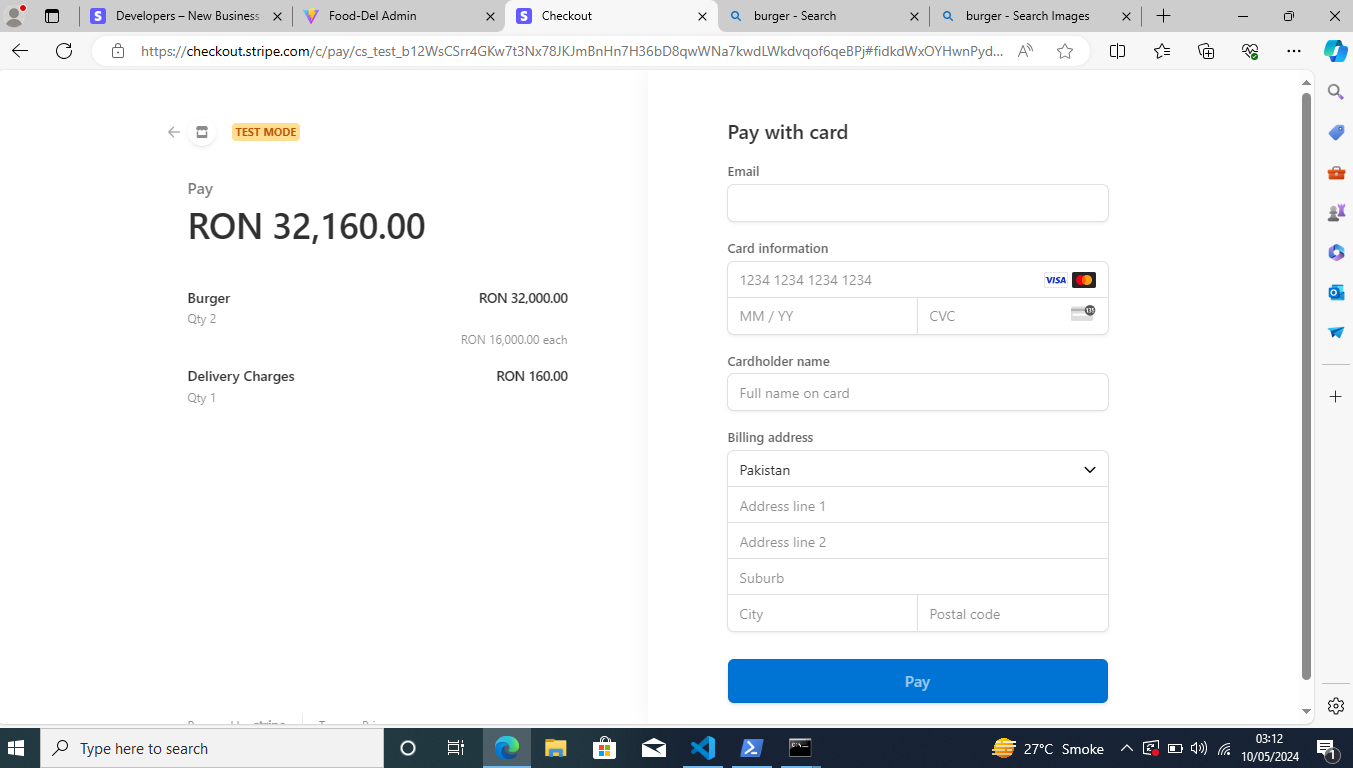 Developers – New Business
Food-Del Admin
Checkout
burger - Search
burger - Search Images
https://checkout.stripe.com/c/pay/cs_test_b12WsCSrr4GKw7t3Nx78JKJmBnHn7H36bD8qwWNa7kwdLWkdvqof6qeBPj#fidkdWxOYHwnPyd...
TEST MODE
Pay
RON 32,160.00
Burger RON 32,000.00
Qty 2
RON 16,000.00 each
Delivery Charges RON 160.00
Qty 1
Pay with card
Email
Card information
1234 1234 1234 1234 VISA
MM / YY CVC 135
Cardholder name
Full name on card
Billing address
Pakistan
Address line 1
Address line 2
Suburb
City Postal code
Pay
Type here to search
27°C Smoke
03:12
10/05/2024
1